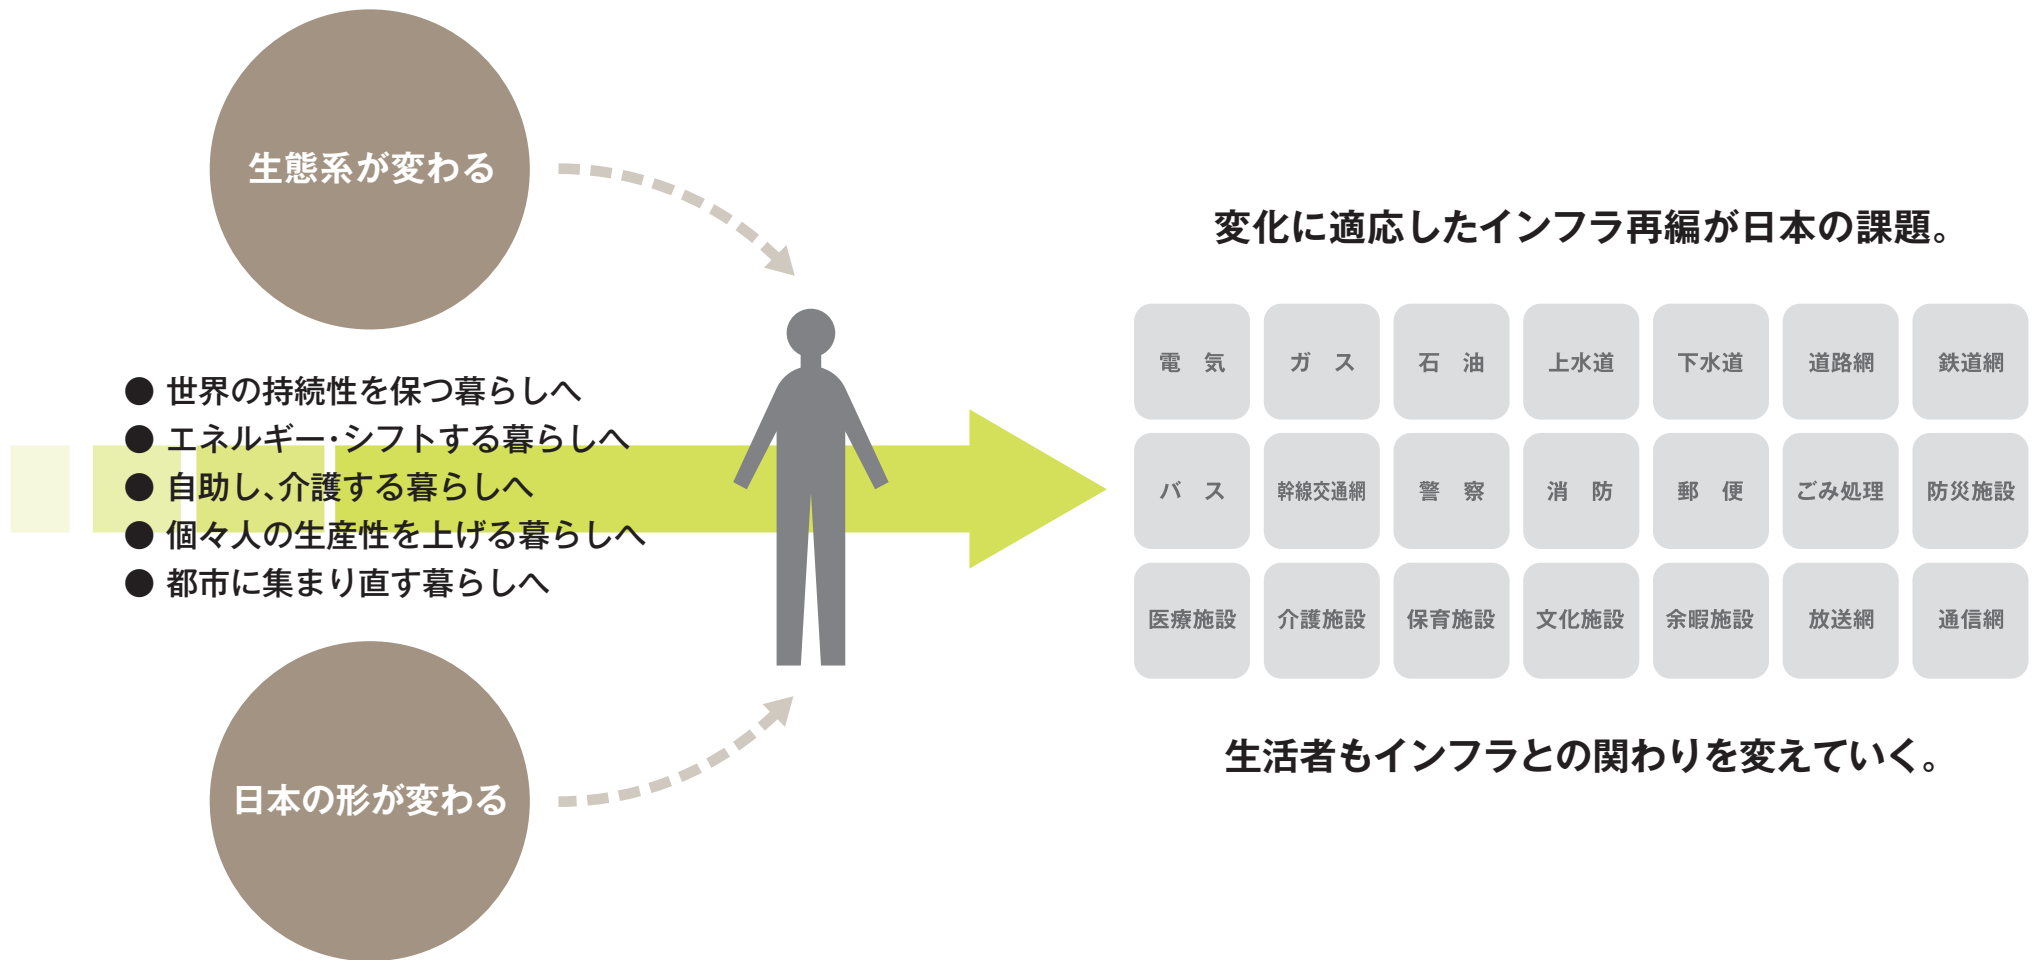 生態系が変わる
● 世界の持続性を保つ暮らしへ
● エネルギー・シフトする暮らしへ
● 自助し、介護する暮らしへ
● 個々人の生産性を上げる暮らしへ
● 都市に集まり直す暮らしへ
日本の形が変わる
変化に適応したインフラ再編が日本の課題。
電 気 ガ ス 石 油 上水道 下水道 道路網 鉄道網
バ ス 幹線交通網 警 察 消 防 郵 便 ごみ処理 防災施設
医療施設 介護施設 保育施設 文化施設 余暇施設 放送網 通信網
生活者もインフラとの関わりを変えていく。